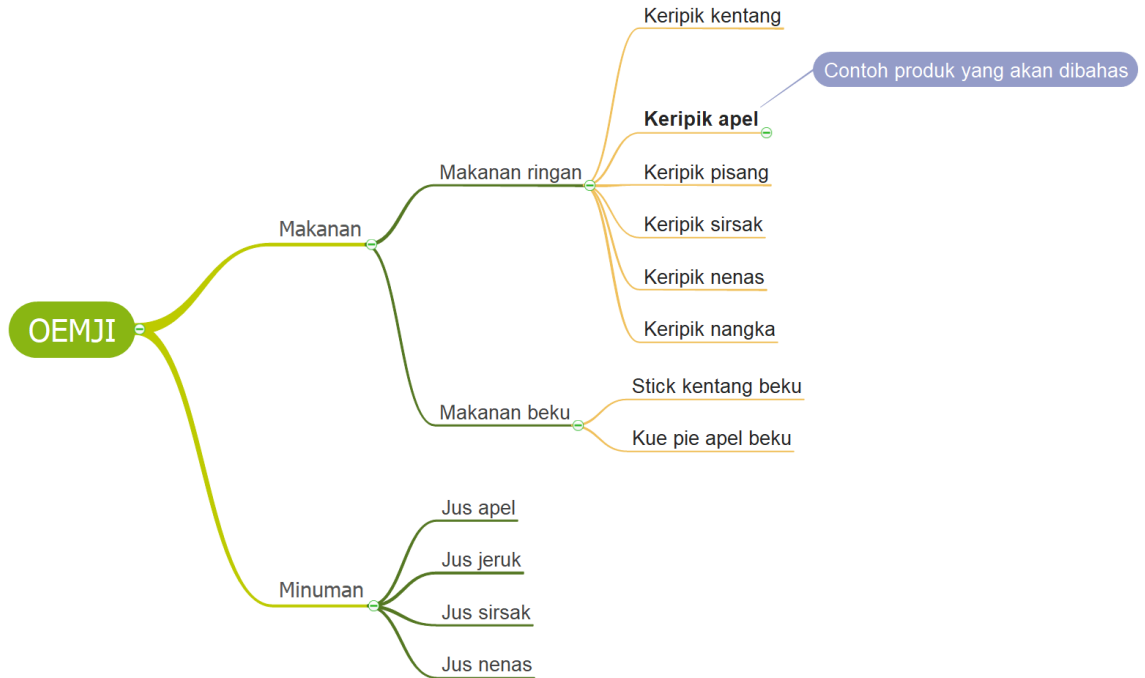 OEMJI
Makanan
Makanan ringan
Keripik kentang
Keripik apel
Contoh produk yang akan dibahas
Keripik pisang
Keripik sirsak
Keripik nenas
Keripik nangka
Makanan beku
Stick kentang beku
Kue pie apel beku
Minuman
Jus apel
Jus jeruk
Jus sirsak
Jus nenas